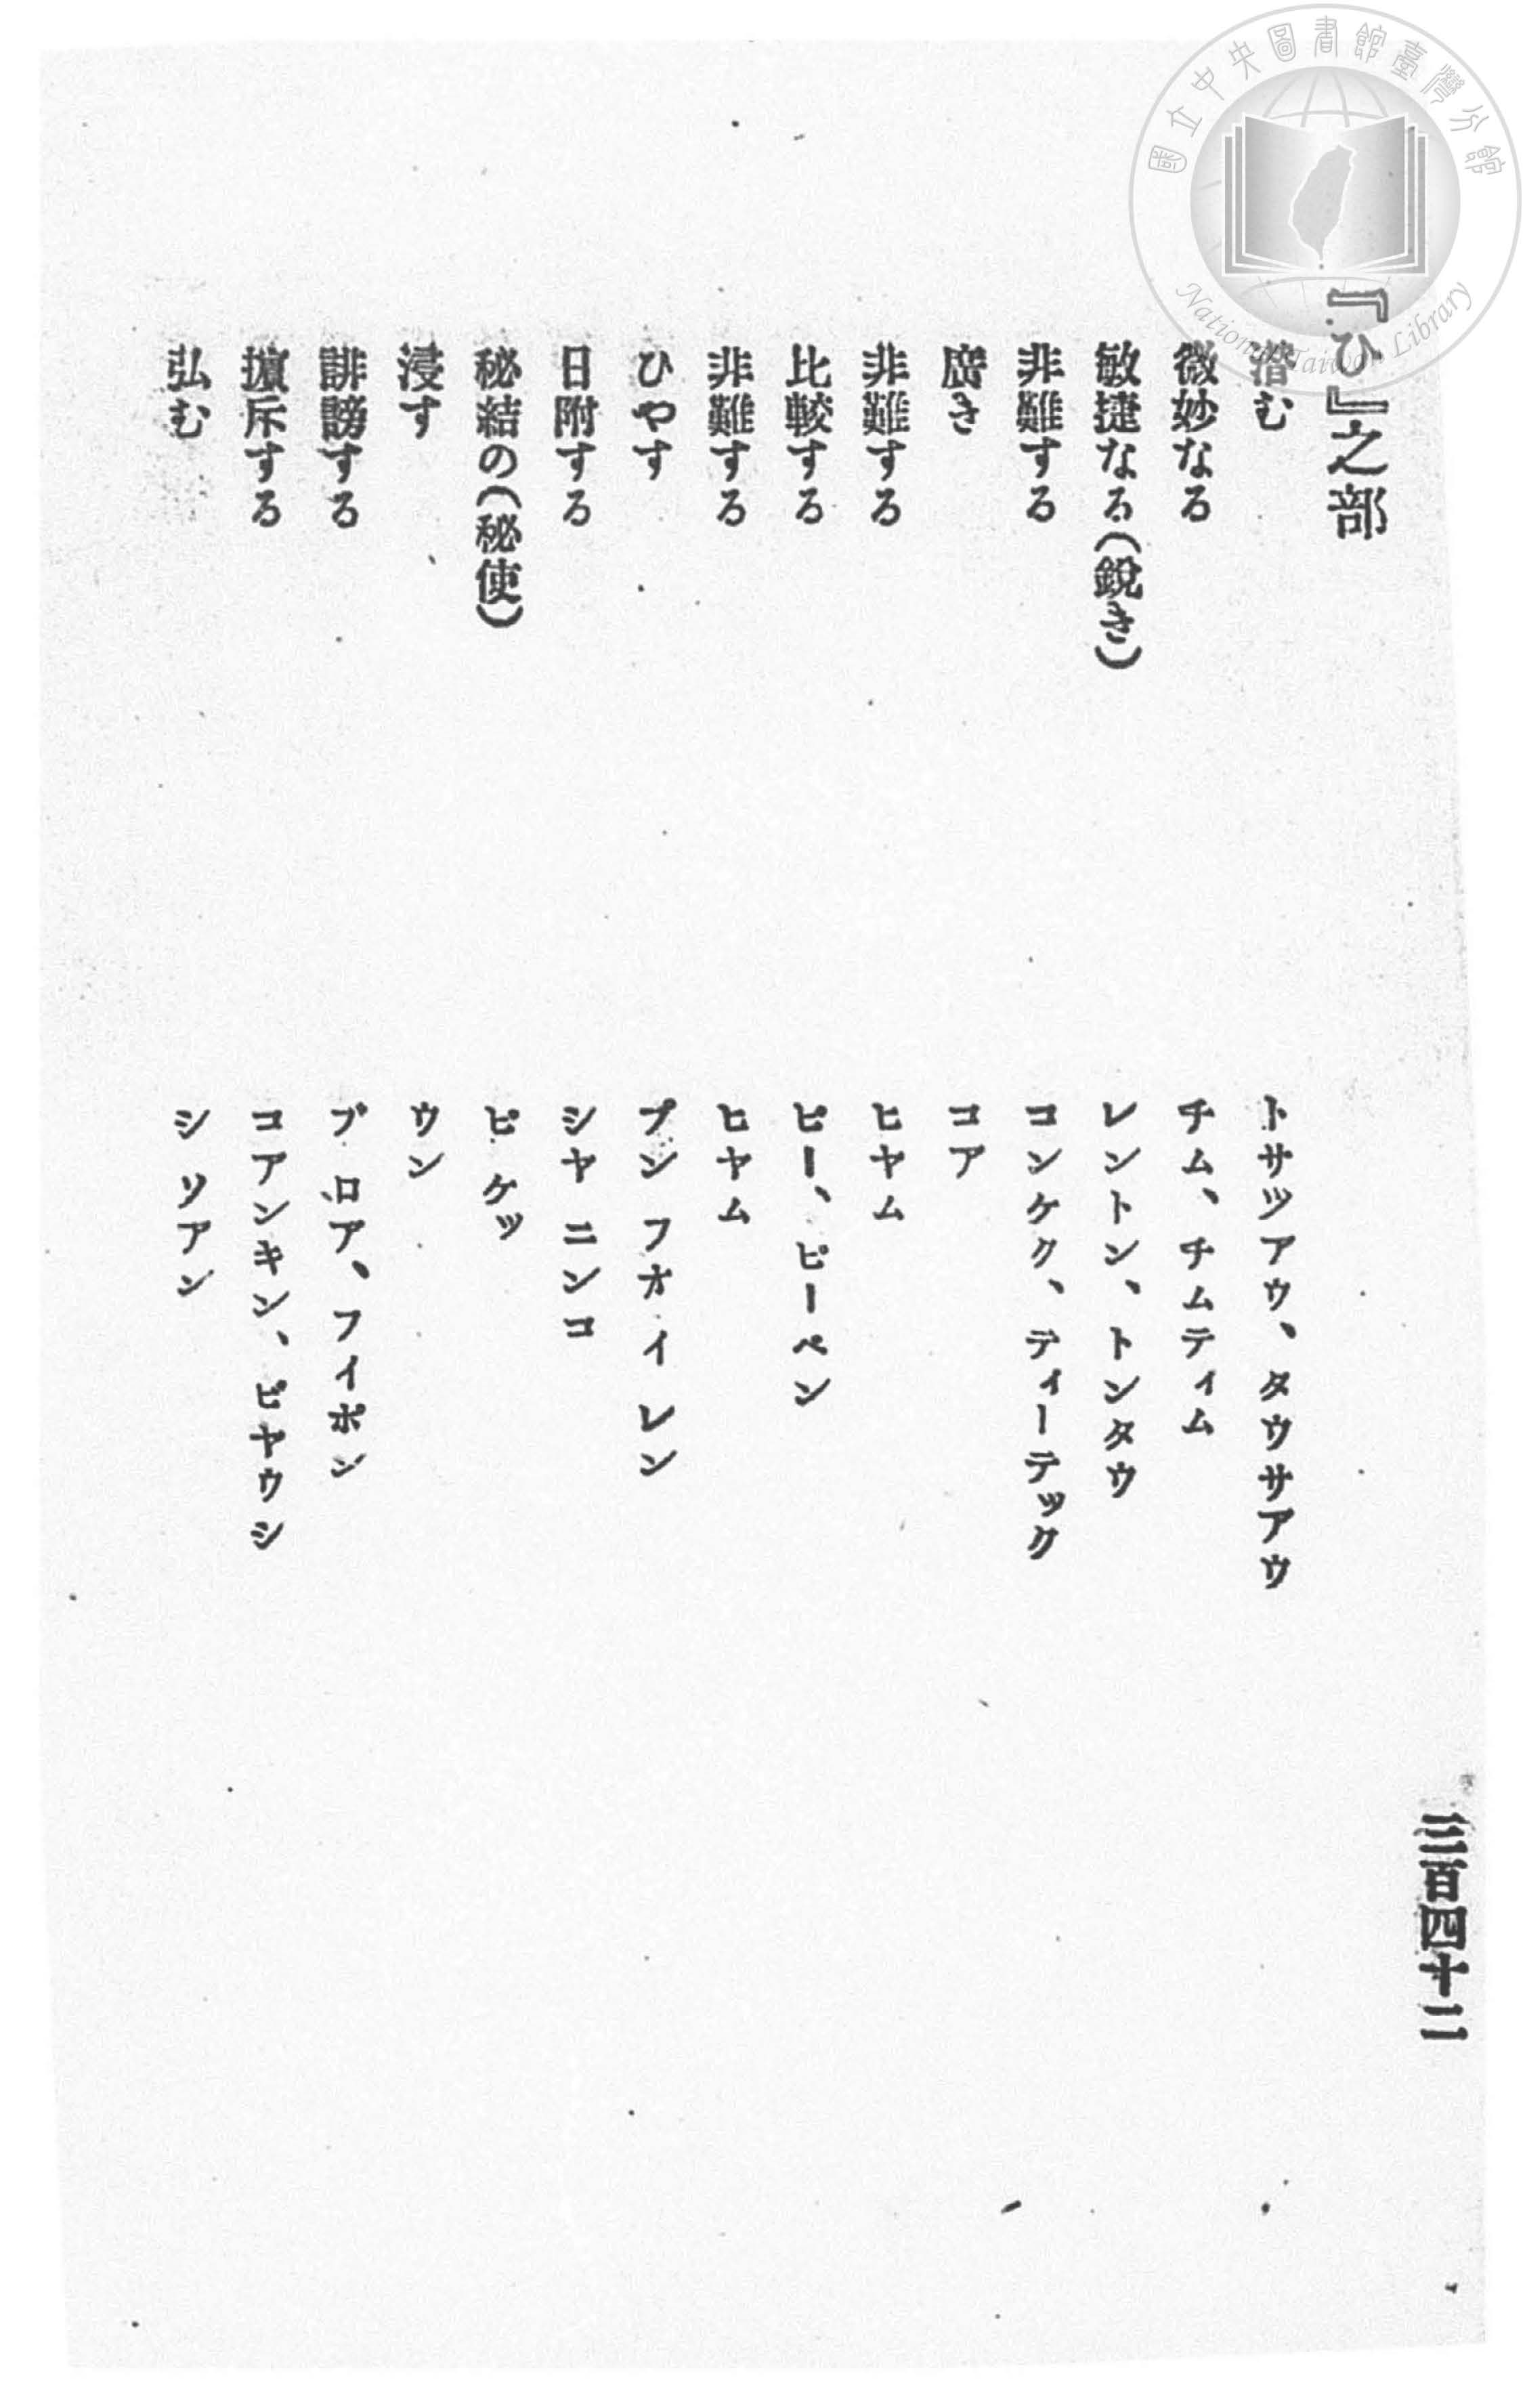 三百四十二
『ひ』之部
潜む　トサツアウ、タウサアウ
微妙なる　チム、チムティム
敏捷なる(鋭き)　レントン、トンタウ
非難する　コンケク、ティーテック
廣き　コア
非難する　ヒヤム
比較する　ピー、ピーペン
非難する　ヒヤム
ひやす　プン フオ イ レン
日附する　シヤ ニンコ
秘結の(秘使)　ピ ケッ
浸す　ウン
誹謗する　プ ロア、フイポン
擯斥する　コアンキン、ピヤウシ
弘む　シ ソアン
國立中央圖書館臺灣分館
National Taiwan Library